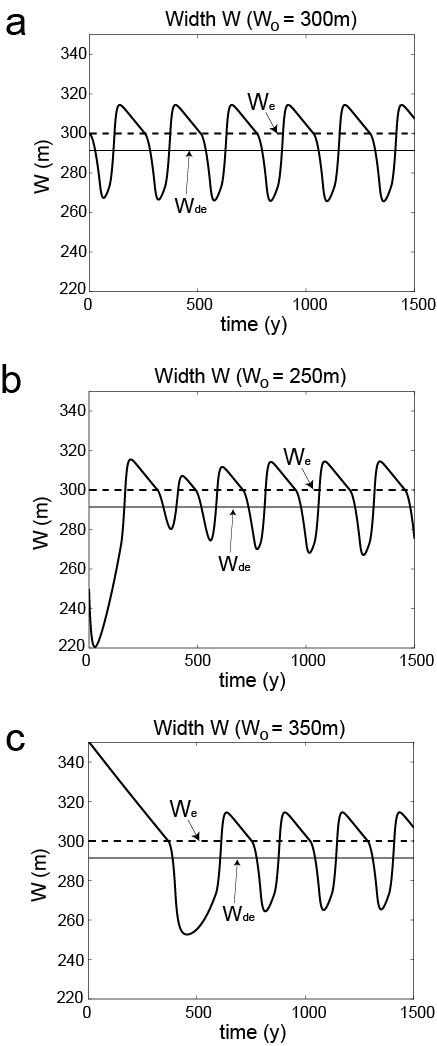 a
Width W (Wo = 300m)
340
320
300
280
260
240
220
W (m)
We
Wde
0
500
1000
1500
time (y)
b
Width W (Wo = 250m)
340
320
300
280
260
240
220
W (m)
We
Wde
0
500
1000
1500
time (y)
c
Width W (Wo = 350m)
340
320
300
280
260
240
220
W (m)
We
Wde
0
500
1000
1500
time (y)